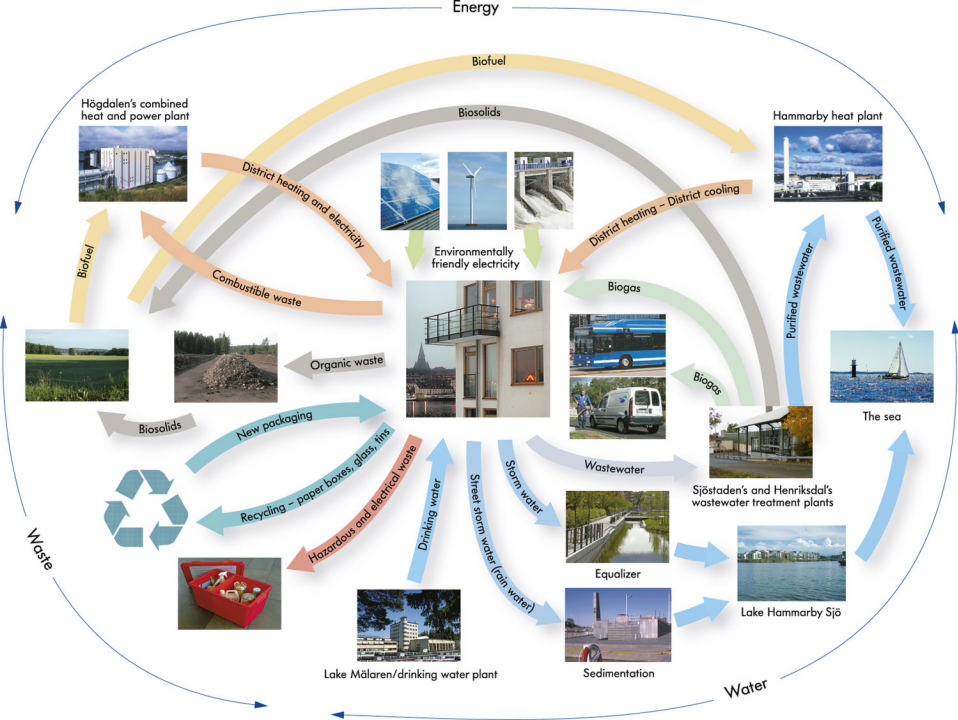 Energy
Biofuel
Högdalen's combined
heat and power plant
Biosolids
Hammarby heat plant
District heating and electricity
District heating – District cooling
Purified wastewater
Environmentally
friendly electricity
Biofuel
Combustible waste
Biogas
Purified wastewater
Organic waste
Biogas
The sea
New packaging
Biosolids
Recycling – paper boxes, glass, tins
Hazardous and electrical waste
Drinking water
Street storm water (rain water)
Storm water
Wastewater
Sjöstaden's and Henriksdal's
wastewater treatment plants
Waste
Equalizer
Lake Hammarby Sjö
Lake Mälaren/drinking water plant
Sedimentation
Water